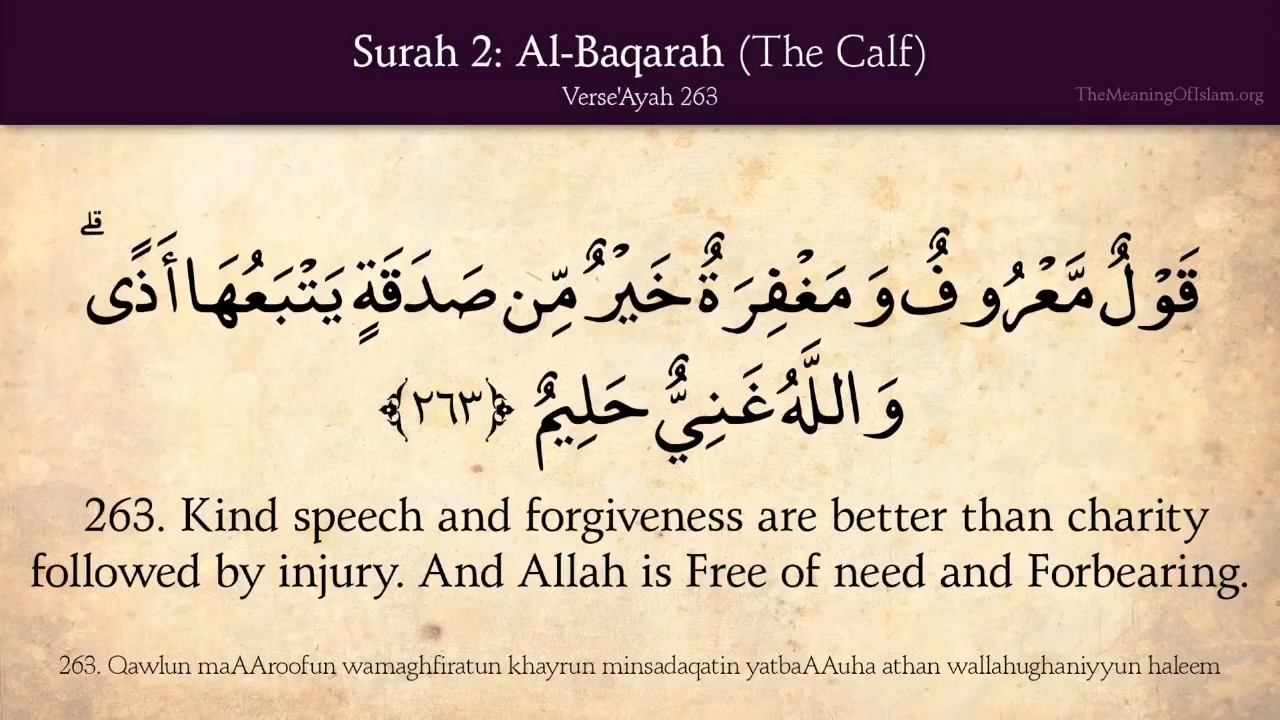 Surah 2: Al-Baqarah (The Calf)
Verse'Ayah 263
TheMeaningOfIslam.org
قَوْلٌ مَّعْرُوفٌ وَمَغْفِرَةٌ خَيْرٌ مِّن صَدَقَةٍ يَتْبَعُهَا أَذًى ۗ
وَاللَّهُ غَنِيٌّ حَلِيمٌ ﴿٢٦٣﴾
263. Kind speech and forgiveness are better than charity
followed by injury. And Allah is Free of need and Forbearing.
263. Qawlun maAAroofun wamaghfiratun khayrun minsadaqatin yatbaAAuha athan wallahughaniyyun haleem